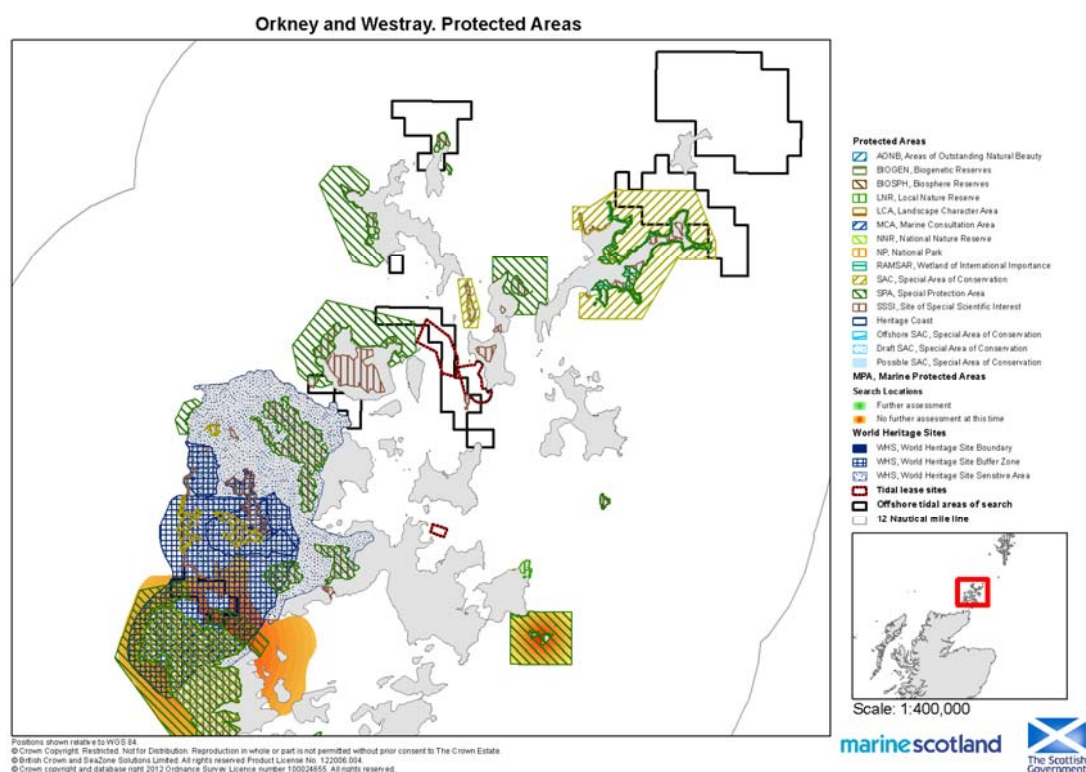 Orkney and Westray. Protected Areas
Protected Areas
AONB, Areas of Outstanding Natural Beauty
BIOGEN, Biogenetic Reserves
BIOSPH, Biosphere Reserves
LNR, Local Nature Reserve
LCA, Landscape Character Area
MCA, Marine Consultation Area
NNR, National Nature Reserve
NP, National Park
RAMSAR, Wetland of International Importance
SAC, Special Area of Conservation
SPA, Special Protection Area
SSSI, Site of Special Scientific Interest
Heritage Coast
Offshore SAC, Special Area of Conservation
Draft SAC, Special Area of Conservation
Possible SAC, Special Area of Conservation
MPA, Marine Protected Areas
Search Locations
Further assessment
No further assessment at this time
World Heritage Sites
WHS, World Heritage Site Boundary
WHS, World Heritage Site Buffer Zone
WHS, World Heritage Site Sensitive Area
Tidal lease sites
Offshore tidal areas of search
12 Nautical mile line
Scale: 1:400,000
marinescotland
The Scottish
Government
Positions shown relative to WGS 84.
© Crown Copyright. Restricted. Not for Distribution. Reproduction in whole or part is not permitted without prior consent to The Crown Estate.
© British Crown and SeaZone Solutions Limited. All rights reserved. Product License No. 122006.004.
© Crown copyright and database right 2012 Ordnance Survey Licence number 100024655. All rights reserved.